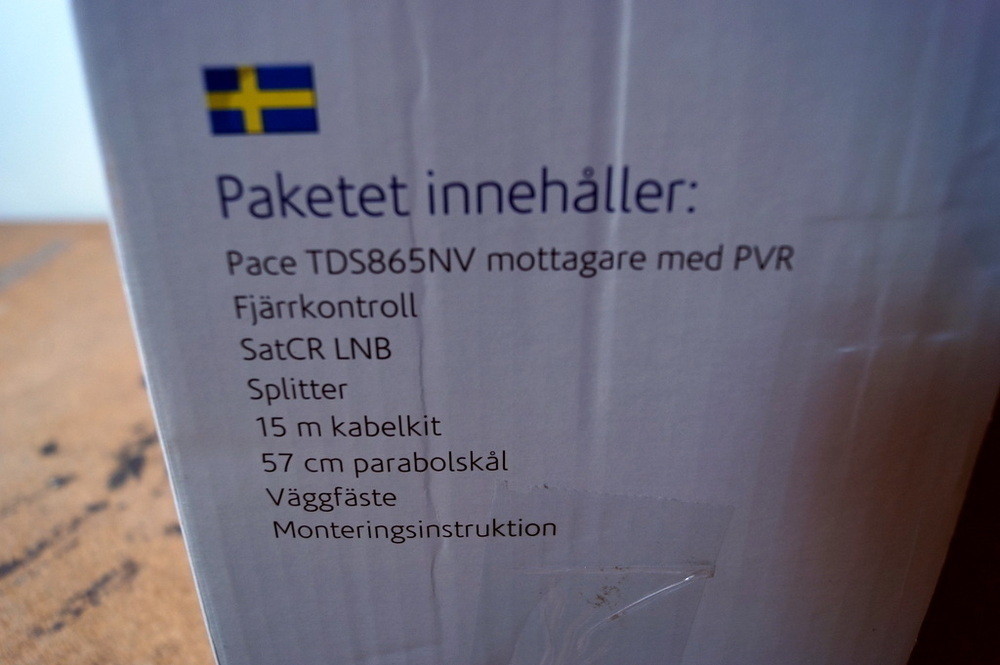 Paketet innehåller:
Pace TDS865NV mottagare med PVR
Fjärrkontroll
SatCR LNB
Splitter
15 m kabelkit
57 cm parabolskål
Väggfäste
Monteringsinstruktion